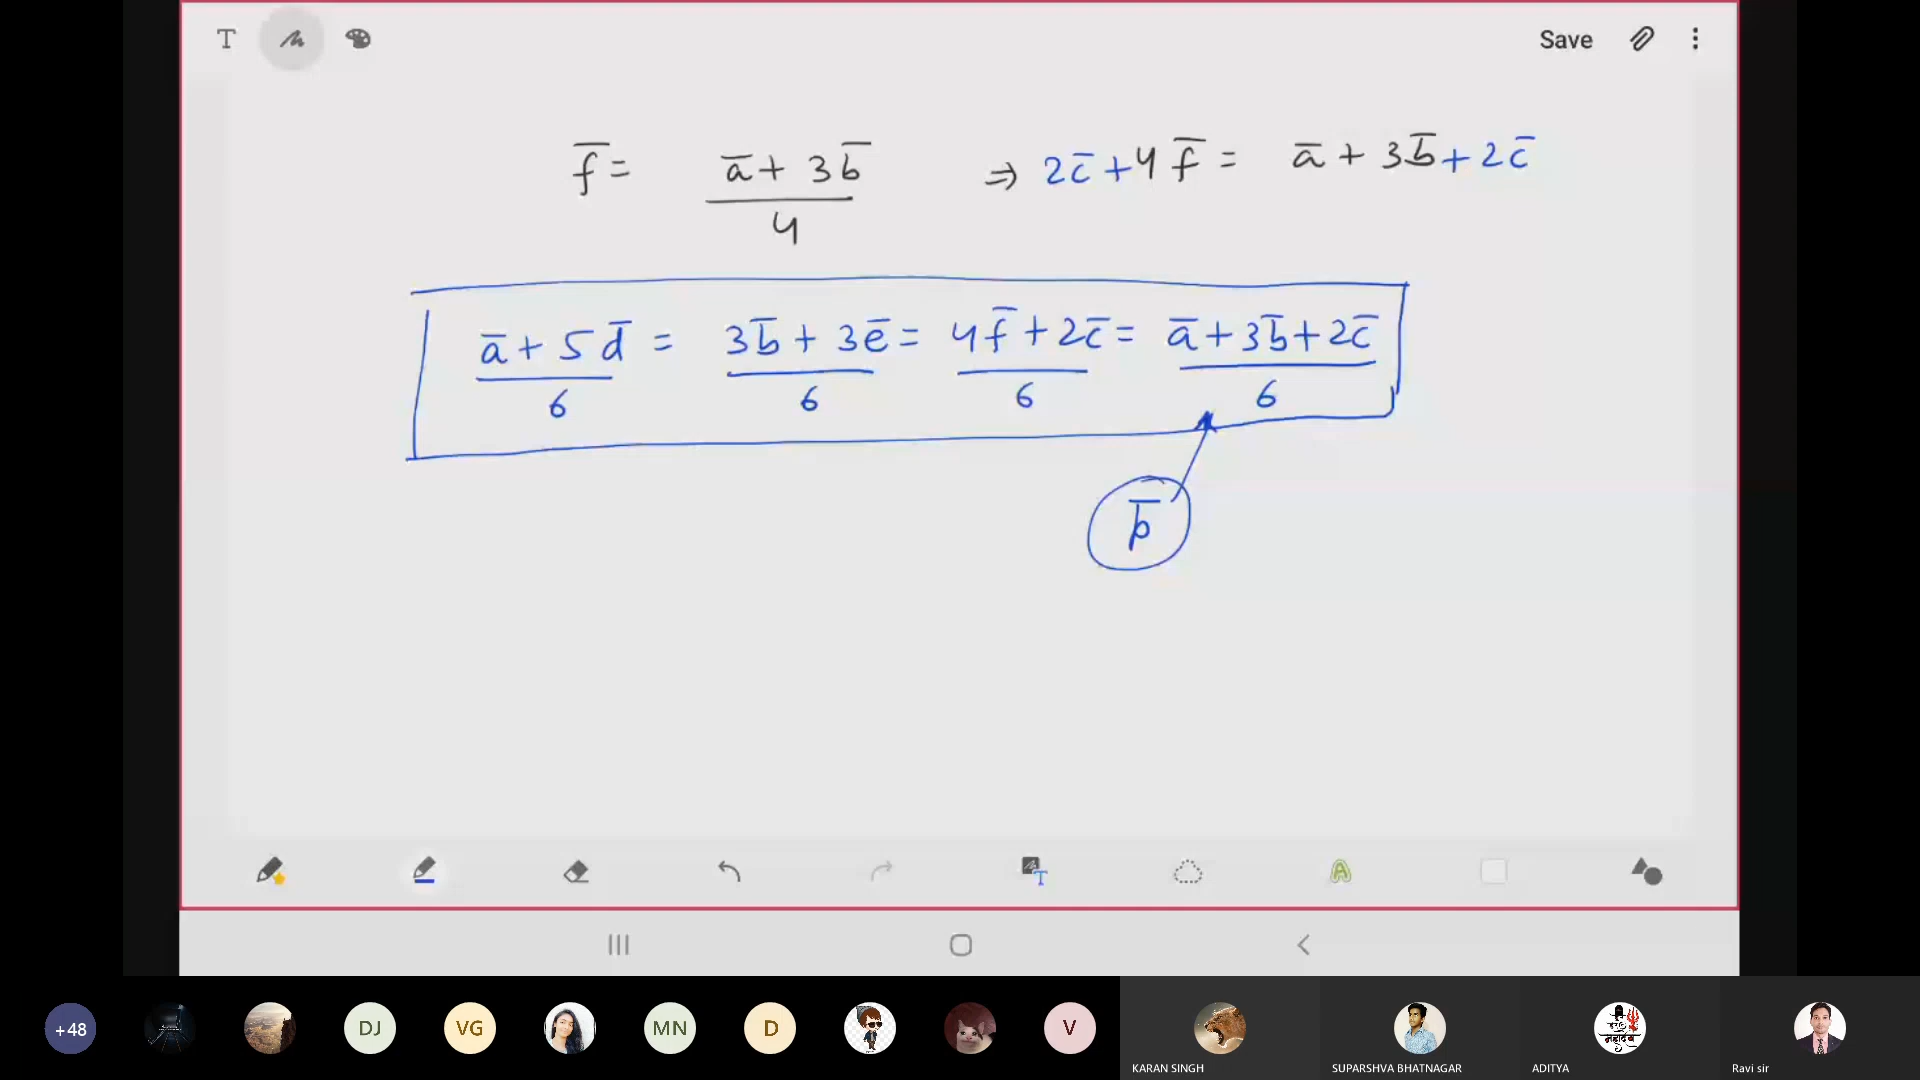 T Save
f̅ = a̅ + 3b̅ / 4 ⇒ 2c̅ + 4f̅ = a̅ + 3b̅ + 2c̅
a̅ + 5d̅ / 6 = 3b̅ + 3e̅ / 6 = 4f̅ + 2c̅ / 6 = a̅ + 3b̅ + 2c̅ / 6
p̅
T A
+48 DJ VG MN D V
KARAN SINGH SUPARSHVA BHATNAGAR ADITYA Ravi sir